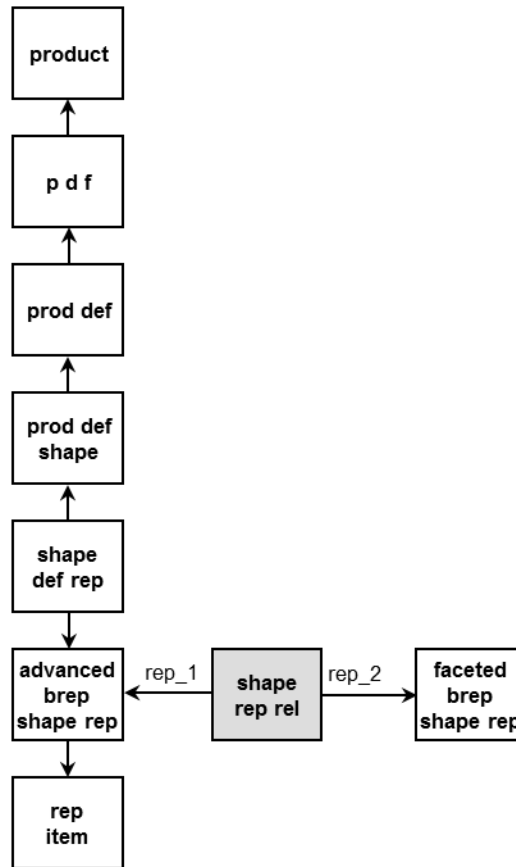 product
p d f
prod def
prod def
shape
shape
def rep
advanced
brep
shape rep
rep_1
shape
rep rel
rep_2
faceted
brep
shape rep
rep
item